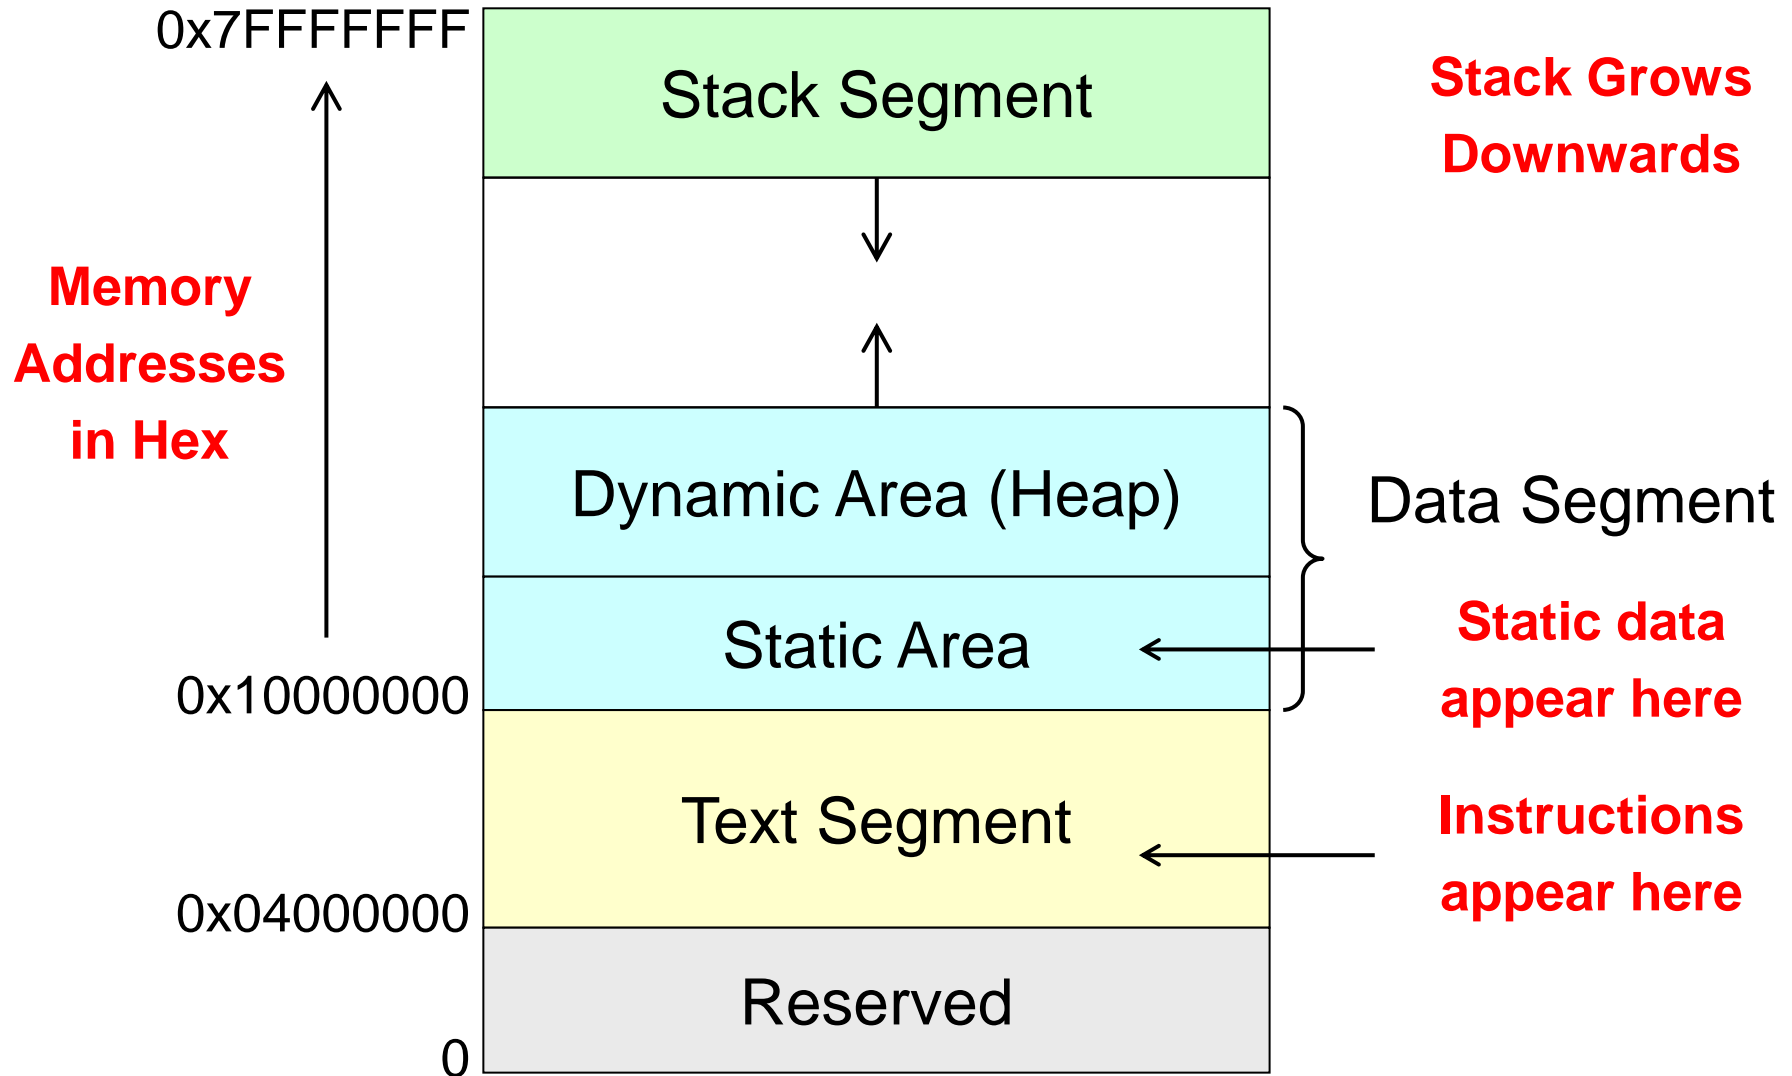 0x7FFFFFFF
Stack Segment
Stack Grows
Downwards
Memory
Addresses
in Hex
Dynamic Area (Heap)
Data Segment
Static Area
Static data
appear here
0x10000000
Text Segment
Instructions
appear here
0x04000000
Reserved
0